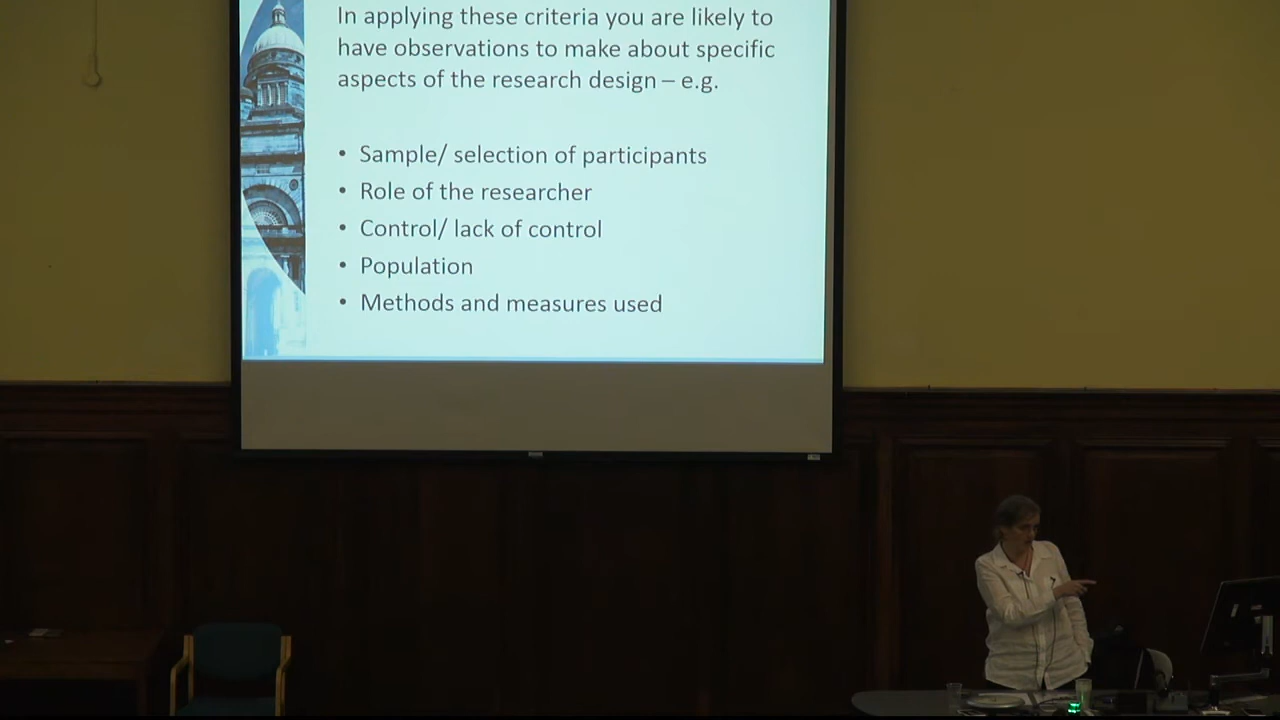 In applying these criteria you are likely to
have observations to make about specific
aspects of the research design – e.g.
• Sample/ selection of participants
• Role of the researcher
• Control/ lack of control
• Population
• Methods and measures used